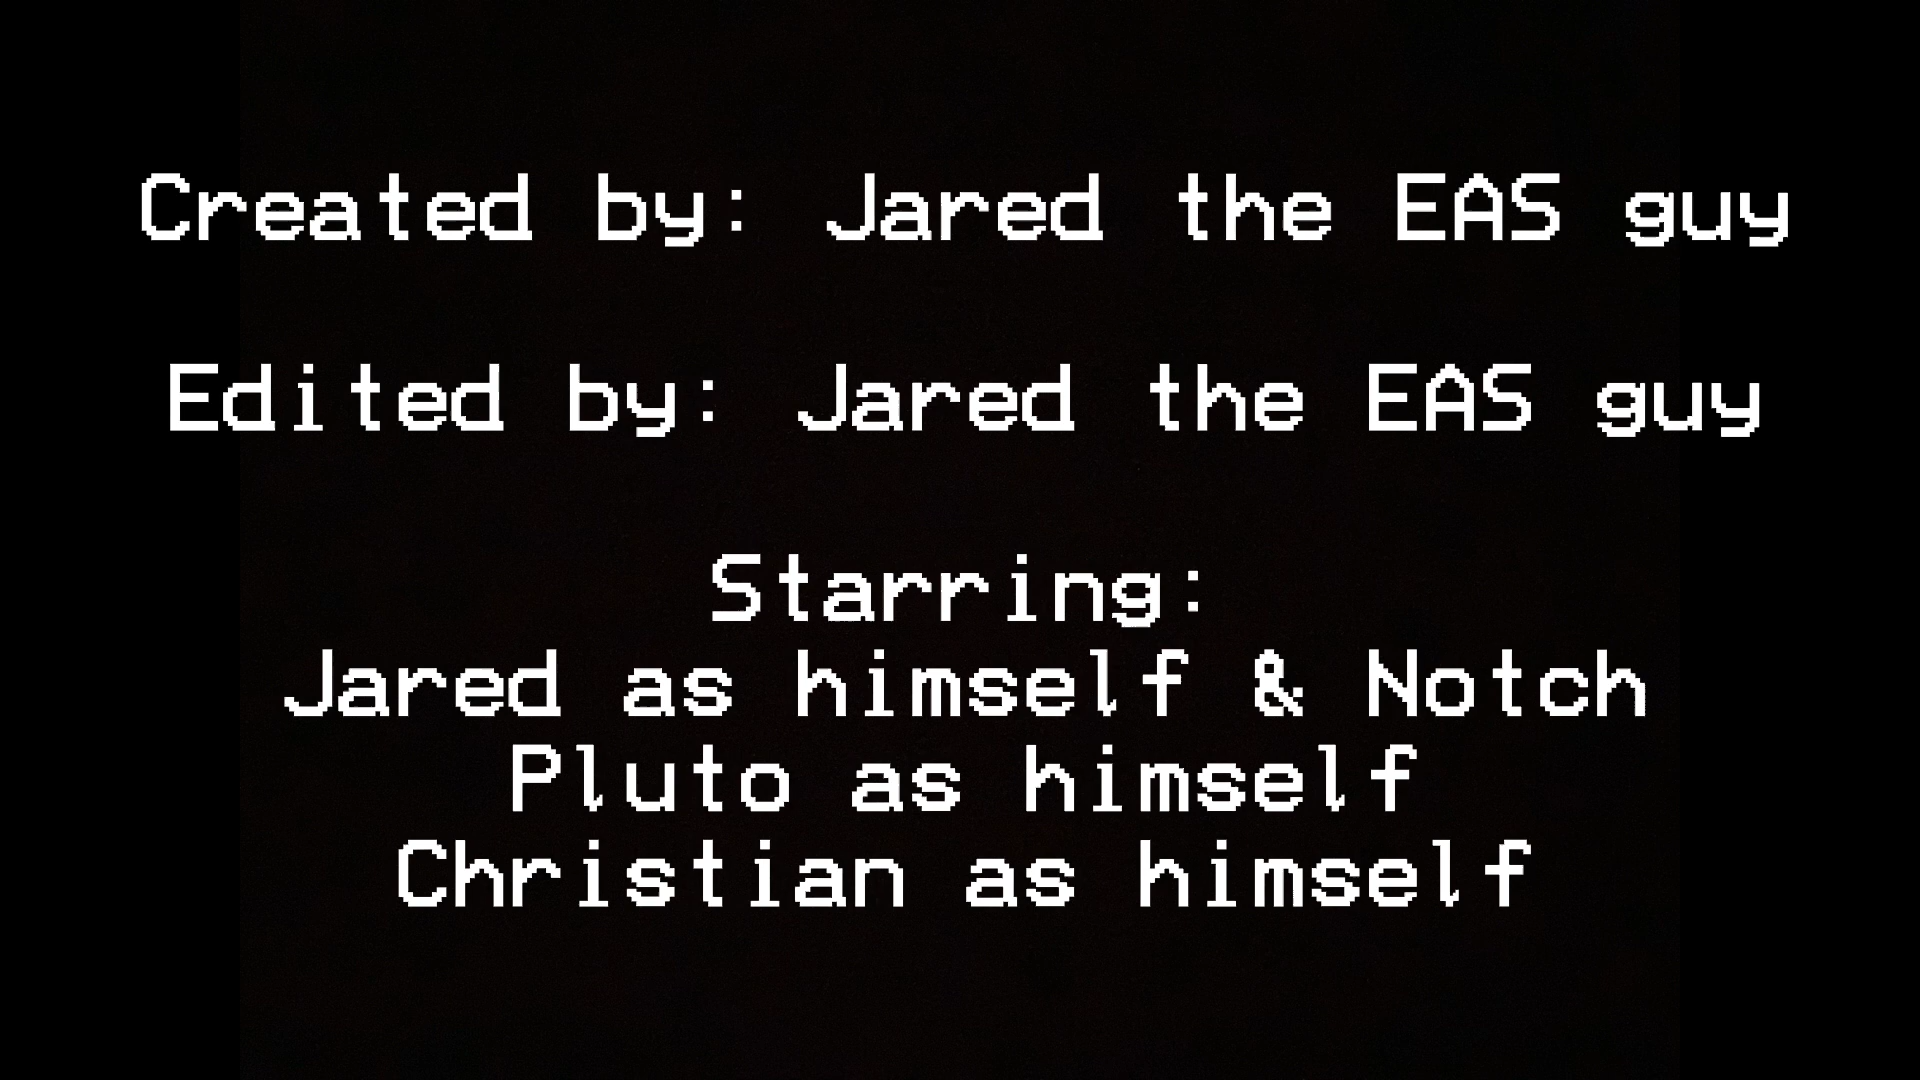 Created by: Jared the EAS guy
Edited by: Jared the EAS guy
Starring:
Jared as himself & Notch
Pluto as himself
Christian as himself